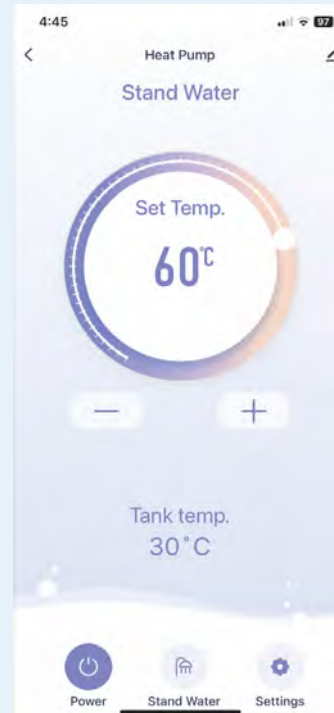 4:45
97
Heat Pump
Stand Water
Set Temp.
60°C
Tank temp.
30°C
Power Stand Water Settings